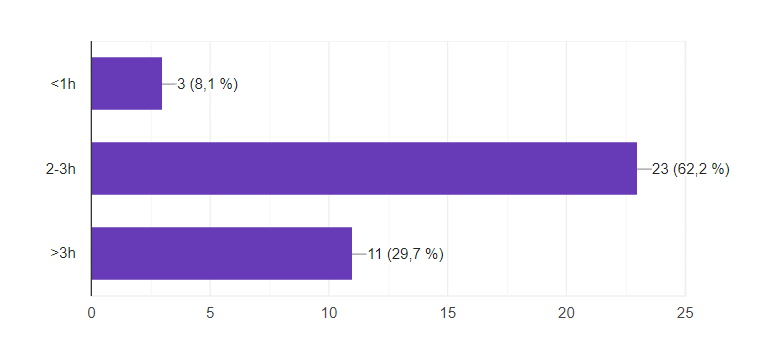 <1h 3 (8,1 %)
2-3h 23 (62,2 %)
>3h 11 (29,7 %)
0 5 10 15 20 25